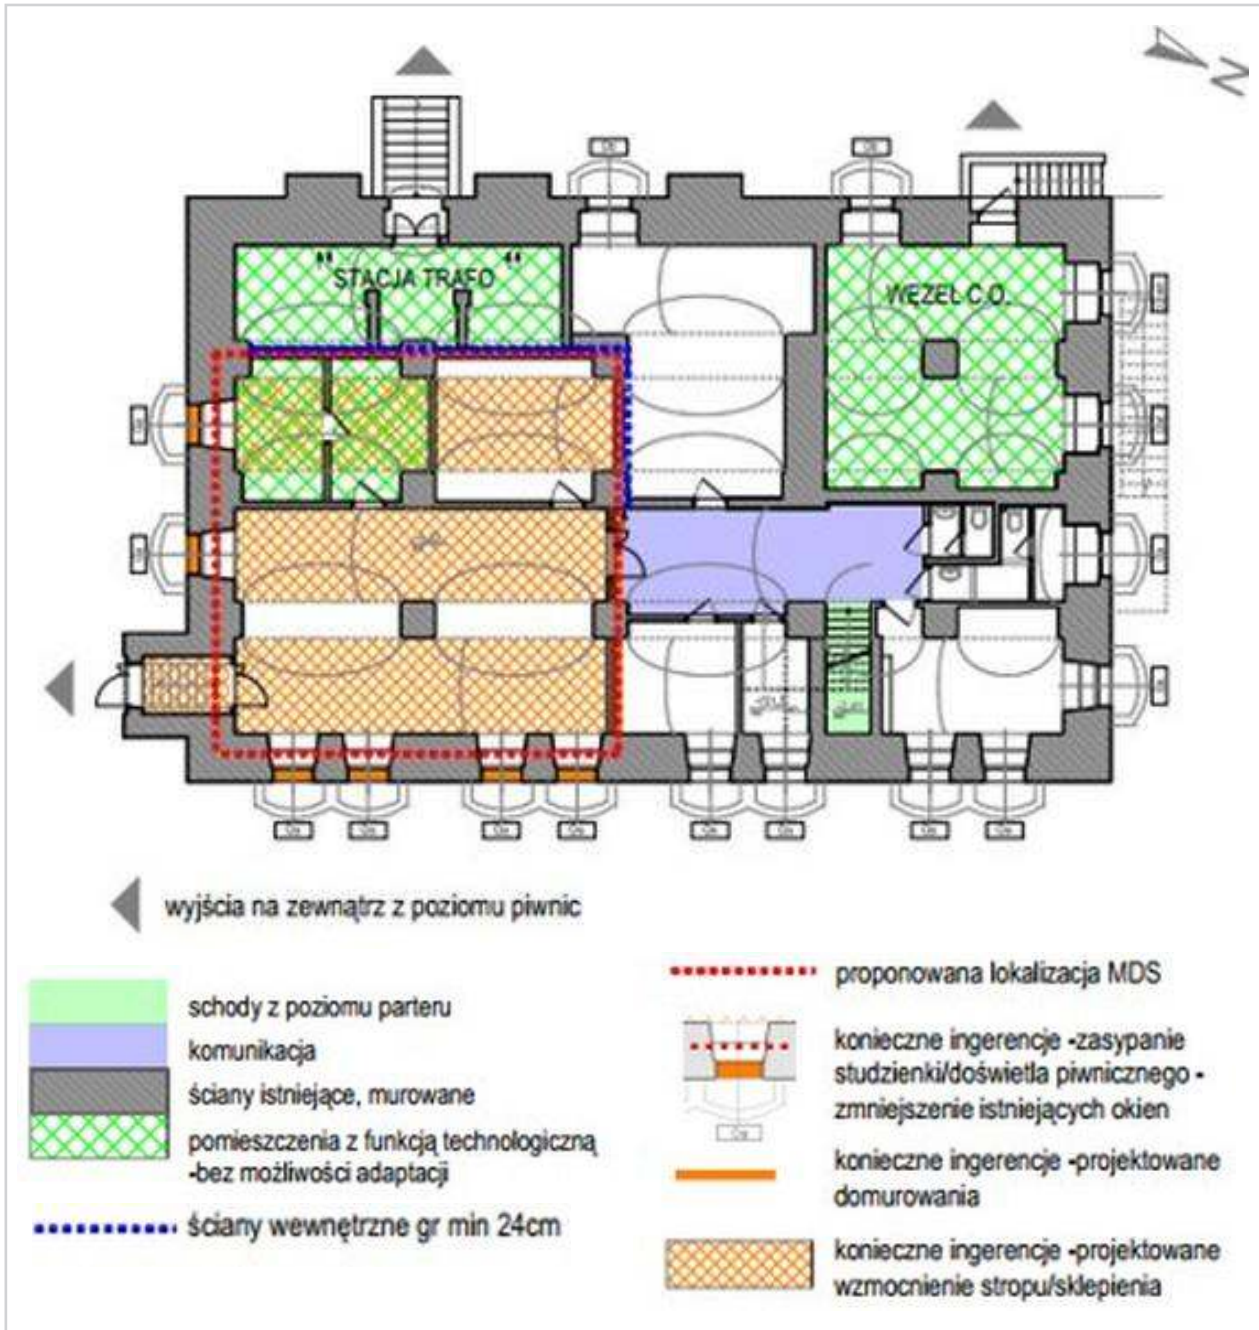 N
STACJA TRAFO
WĘZEŁ C.O.
wyjścia na zewnątrz z poziomu piwnic
schody z poziomu parteru
komunikacja
ściany istniejące, murowane
pomieszczenia z funkcją technologiczną
-bez możliwości adaptacji
ściany wewnętrzne gr min 24cm
proponowana lokalizacja MDS
konieczne ingerencje -zasypanie
studzienki/doświetla piwnicznego -
zmniejszenie istniejących okien
konieczne ingerencje -projektowane
domurowania
konieczne ingerencje -projektowane
wzmocnienie stropu/sklepienia